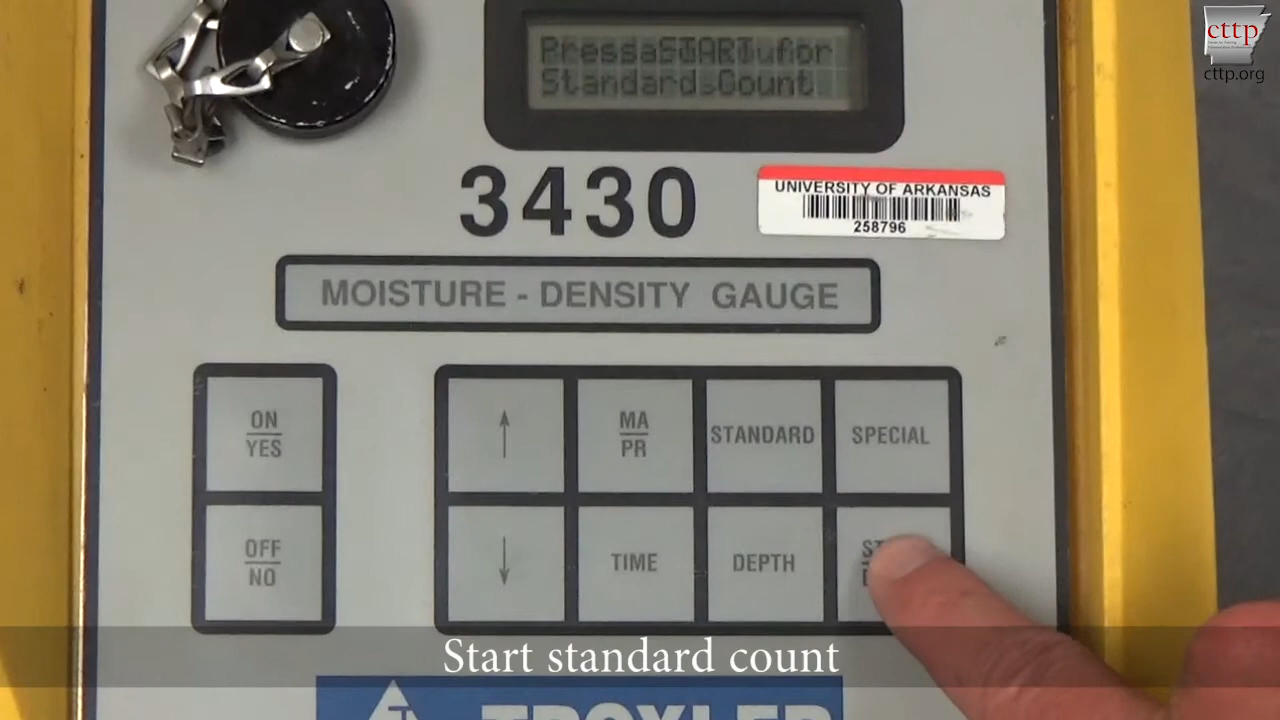 cttp
cttp.org
Press START for
Standard Count
3430
UNIVERSITY OF ARKANSAS
258796
MOISTURE - DENSITY GAUGE
ON
YES
MA
PR
STANDARD
SPECIAL
OFF
NO
TIME
DEPTH
Start standard count
TROXLER